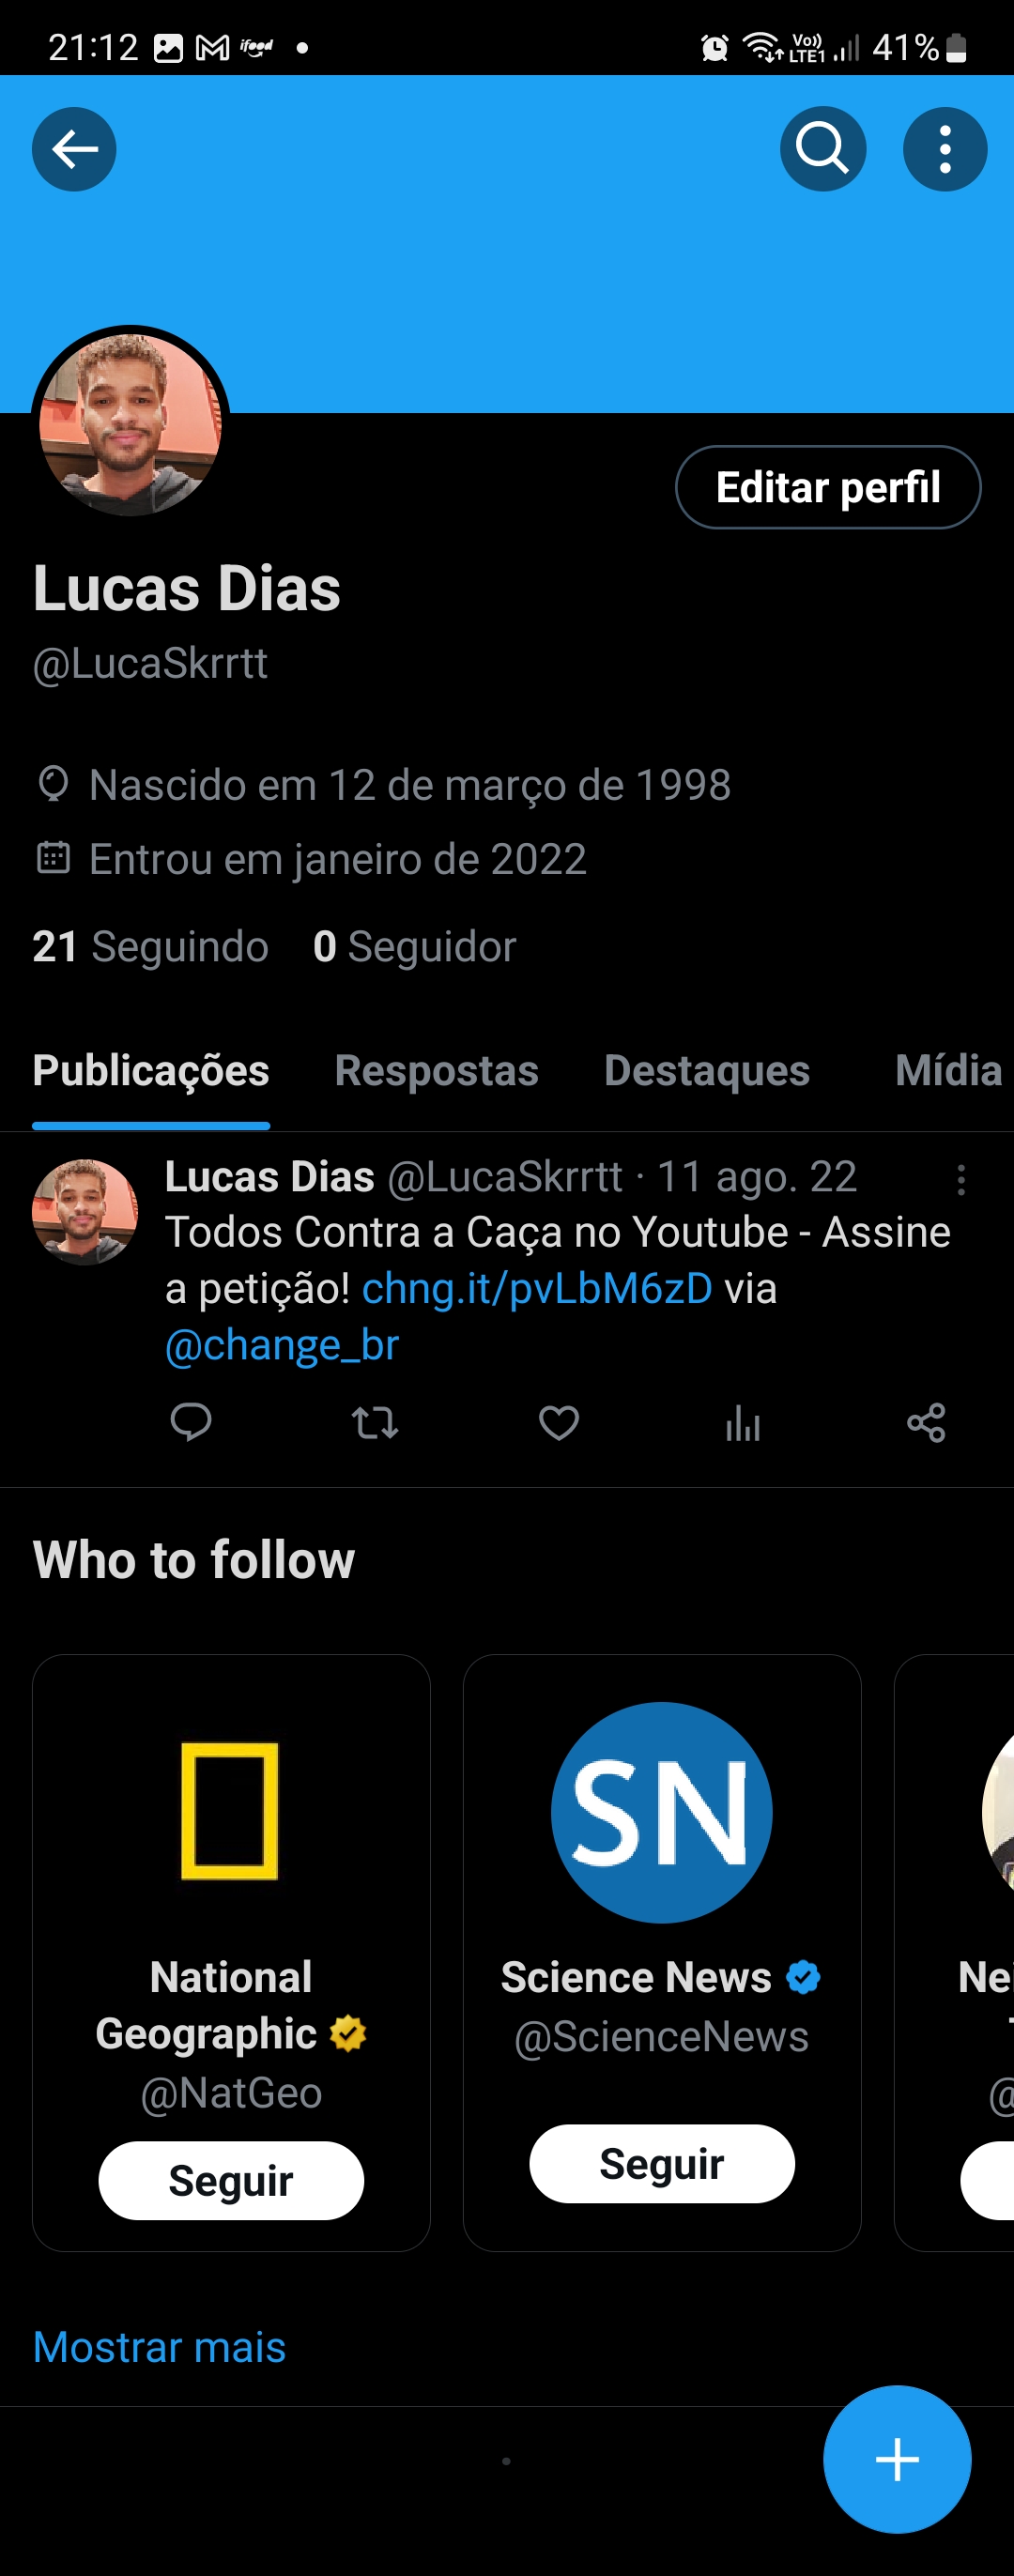 21:12
ifood
Vo))
LTE1
41%
Editar perfil
Lucas Dias
@LucaSkrrtt
Nascido em 12 de março de 1998
Entrou em janeiro de 2022
21 Seguindo 0 Seguidor
Publicações Respostas Destaques Mídia
Lucas Dias @LucaSkrrtt · 11 ago. 22
Todos Contra a Caça no Youtube - Assine
a petição! chng.it/pvLbM6zD via
@change_br
Who to follow
National
Geographic
@NatGeo
Seguir
SN
Science News
@ScienceNews
Seguir
Mostrar mais